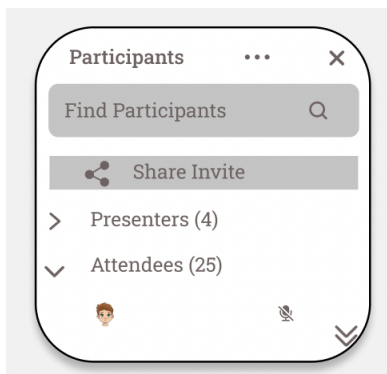 Participants
Find Participants
Share Invite
Presenters (4)
Attendees (25)